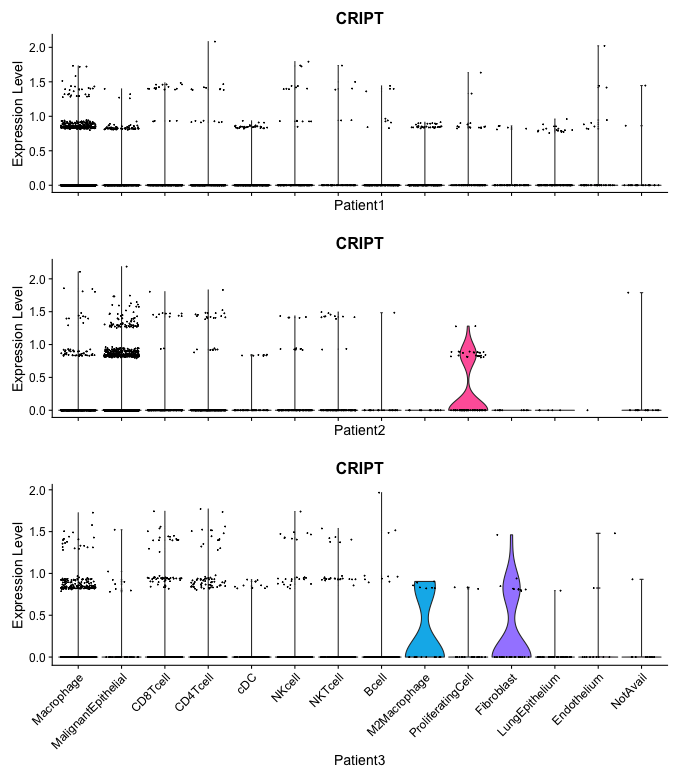 CRIPT
Expression Level
2.0
1.5
1.0
0.5
0.0
Patient1
CRIPT
Expression Level
2.0
1.5
1.0
0.5
0.0
Patient2
CRIPT
Expression Level
2.0
1.5
1.0
0.5
0.0
Macrophage
MalignantEpithelial
CD8Tcell
CD4Tcell
cDC
NKcell
NKTcell
Bcell
M2Macrophage
ProliferatingCell
Fibroblast
LungEpithelium
Endothelium
NotAvail
Patient3